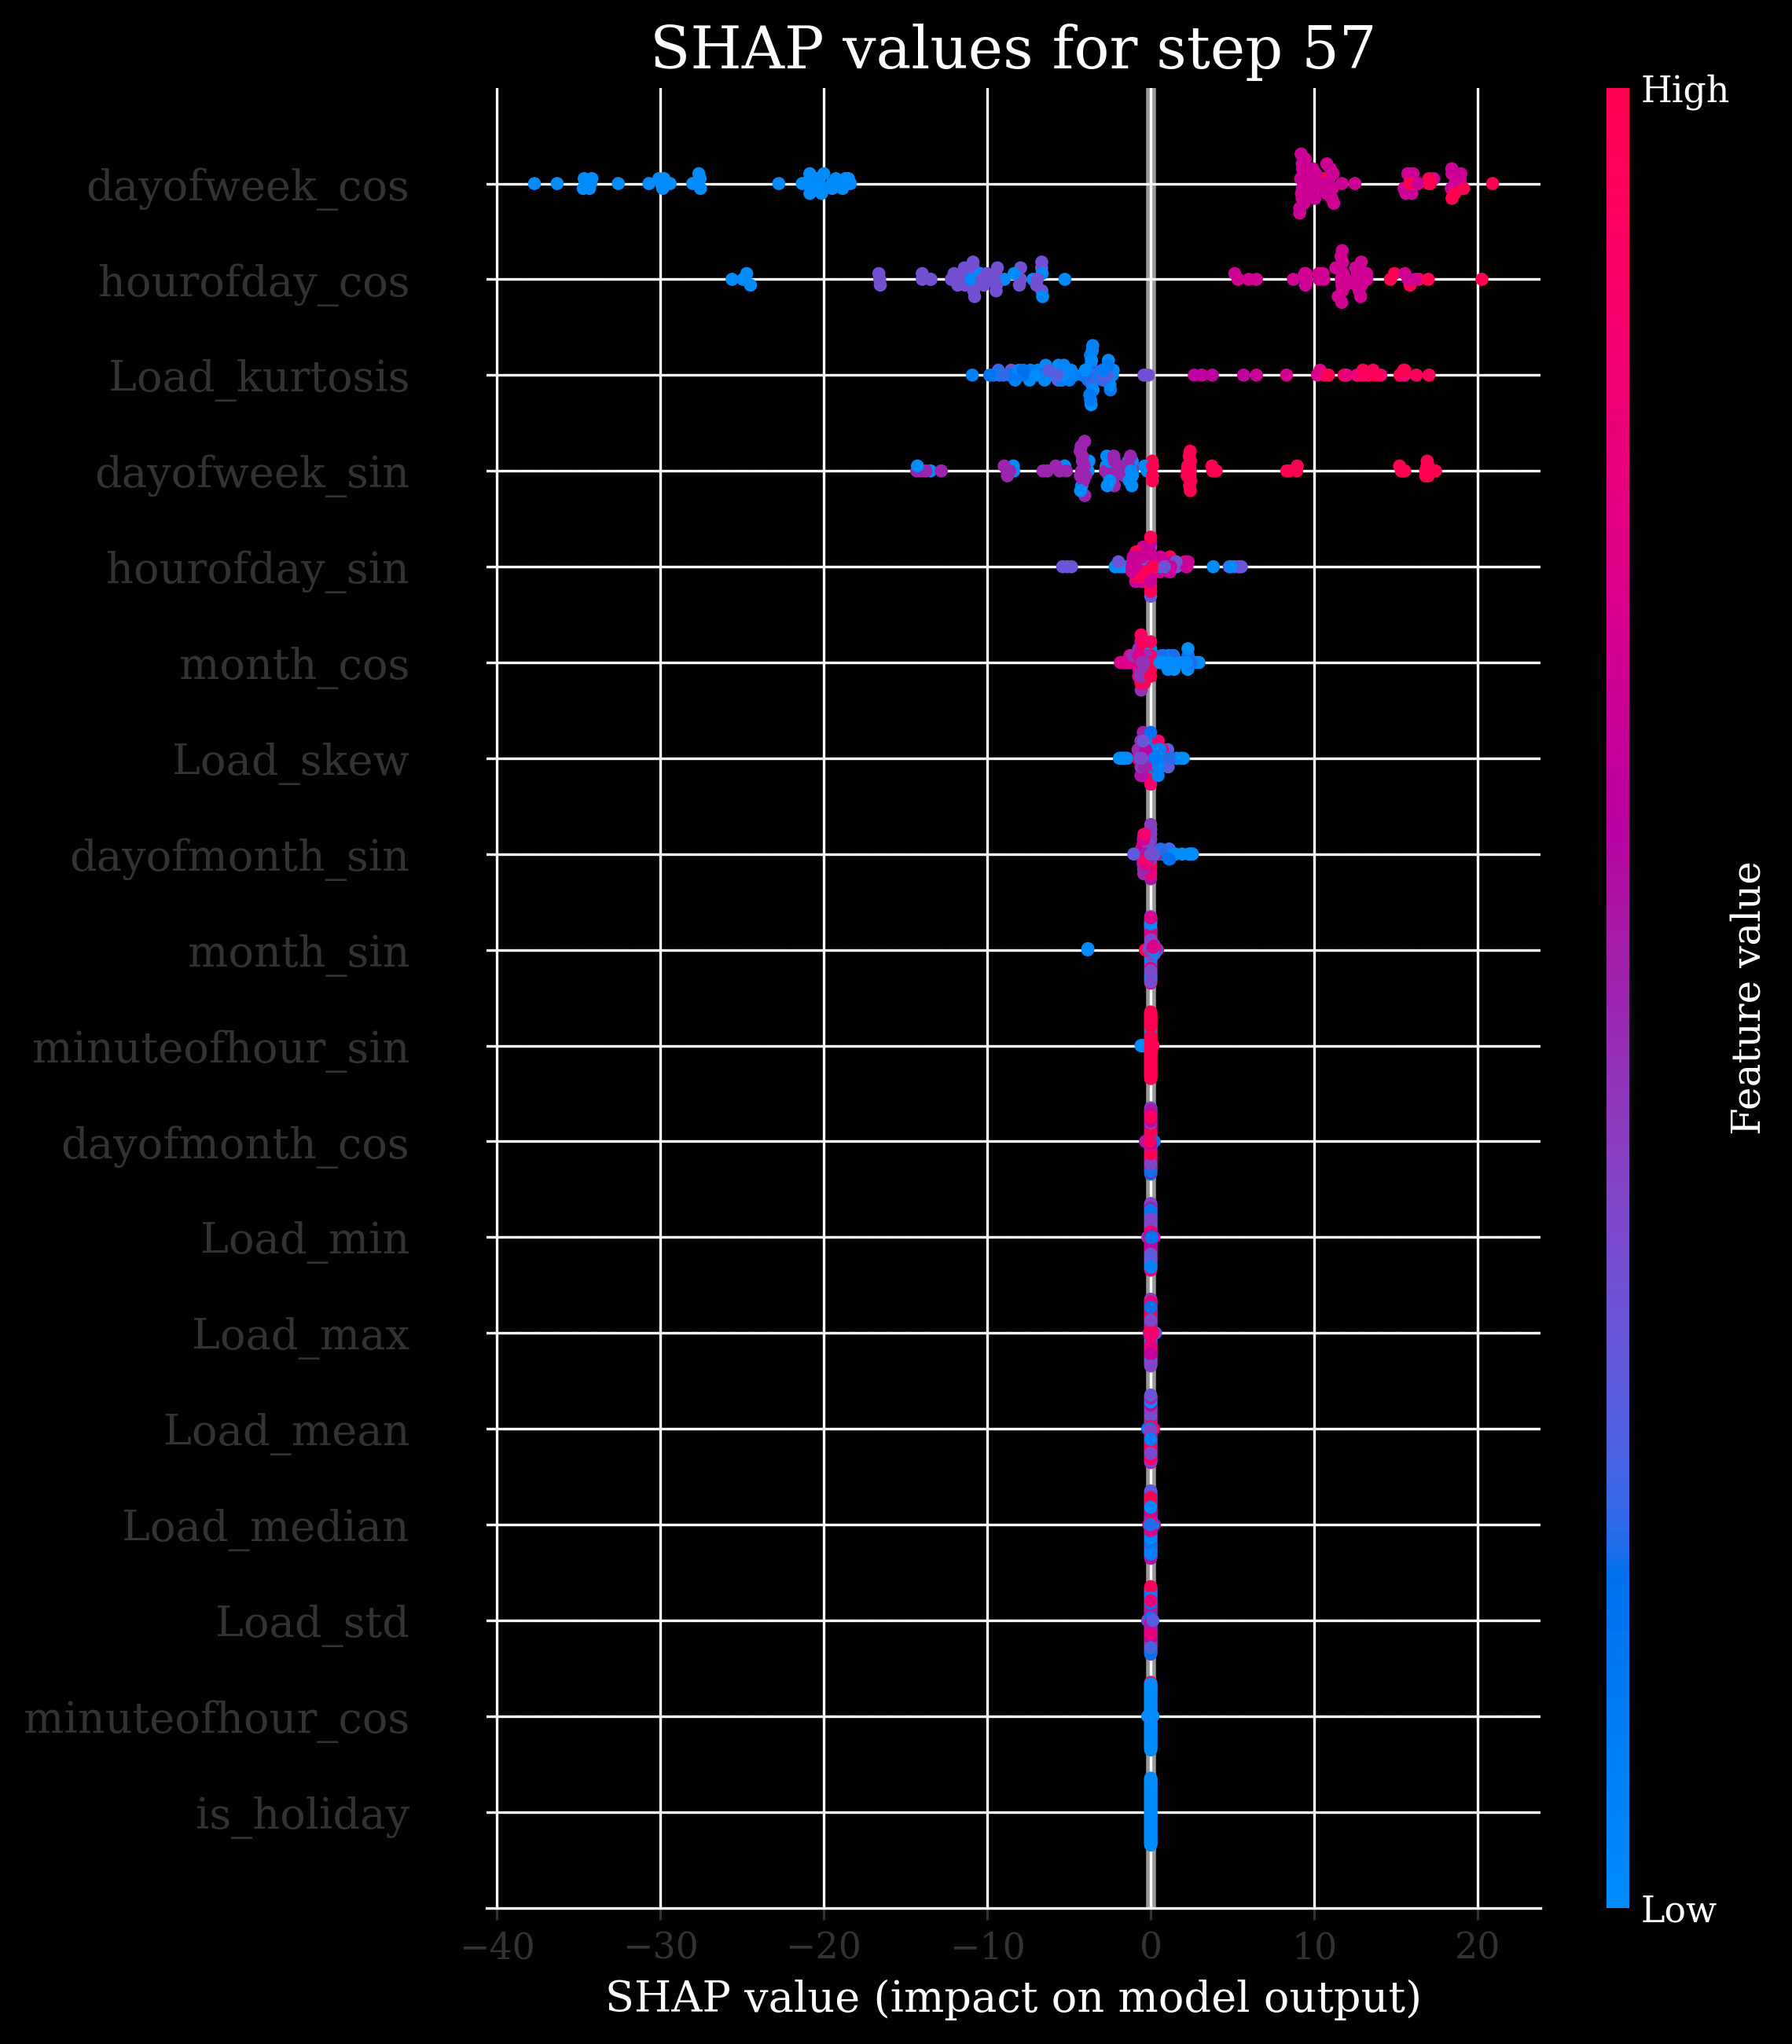 SHAP values for step 57
High
dayofweek_cos
hourofday_cos
Load_kurtosis
dayofweek_sin
hourofday_sin
month_cos
Load_skew
dayofmonth_sin
month_sin
minuteofhour_sin
dayofmonth_cos
Load_min
Load_max
Load_mean
Load_median
Load_std
minuteofhour_cos
is_holiday
Feature value
Low
−40 −30 −20 −10 0 10 20
SHAP value (impact on model output)